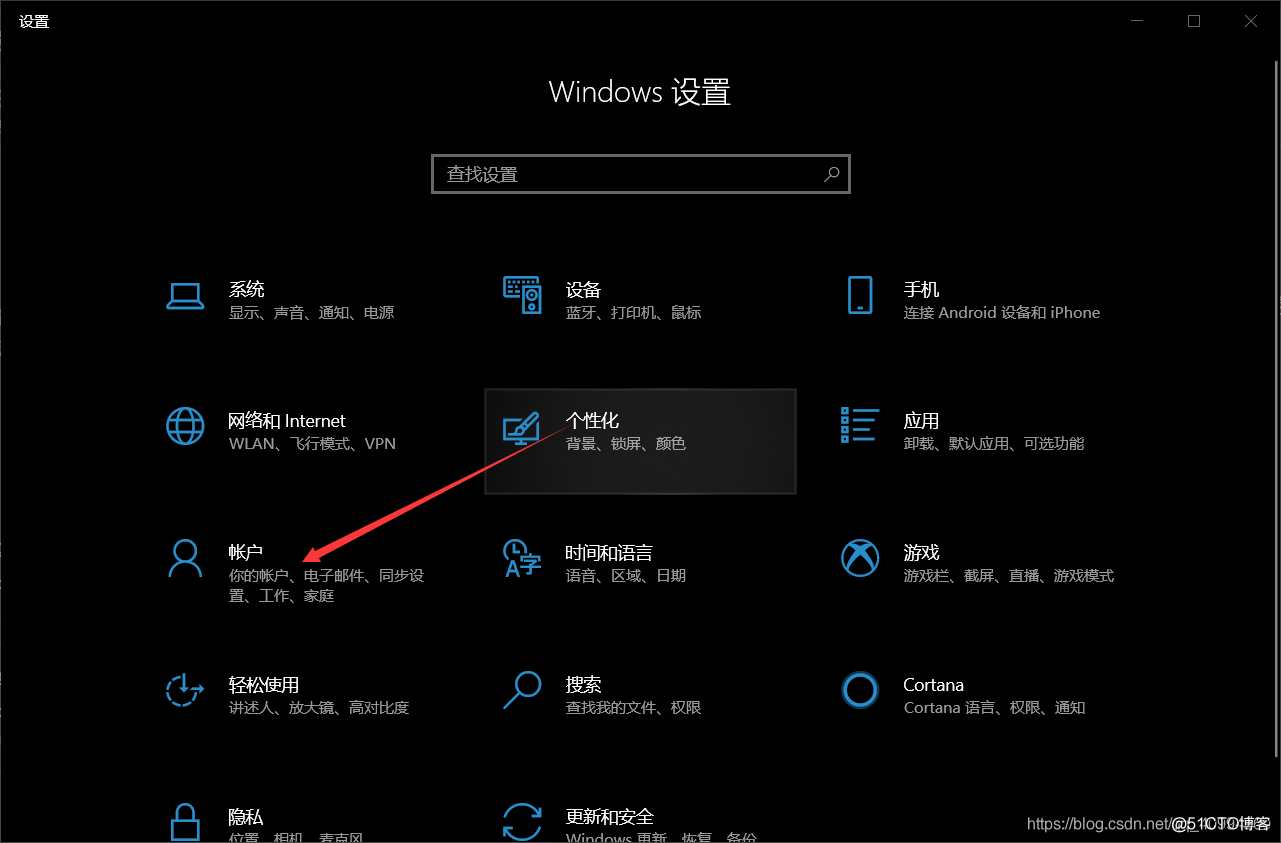 设置
Windows 设置
查找设置
系统
显示、声音、通知、电源
设备
蓝牙、打印机、鼠标
手机
连接 Android 设备和 iPhone
网络和 Internet
WLAN、飞行模式、VPN
个性化
背景、锁屏、颜色
应用
卸载、默认应用、可选功能
帐户
你的帐户、电子邮件、同步设
置、工作、家庭
时间和语言
语音、区域、日期
游戏
游戏栏、截屏、直播、游戏模式
轻松使用
讲述人、放大镜、高对比度
搜索
查找我的文件、权限
Cortana
Cortana 语言、权限、通知
隐私
位置、相机、麦克风
更新和安全
Windows 更新、恢复、备份
https://blog.csdn.net/
@51CTO博客